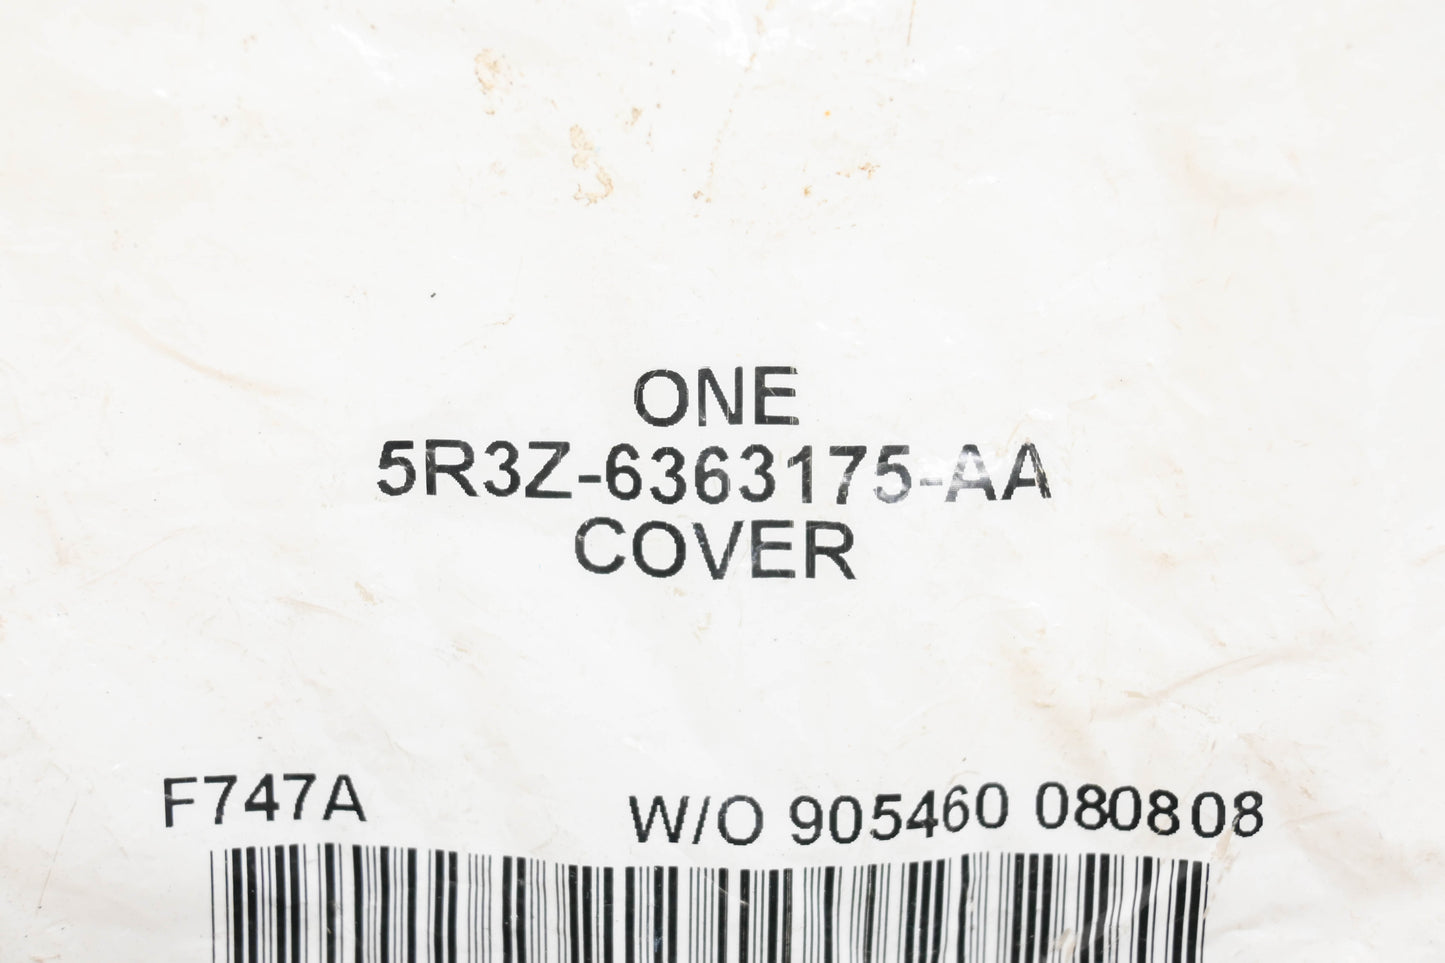 ONE
5R3Z-6363175-AA
COVER
F747A
W/O 905460 080808